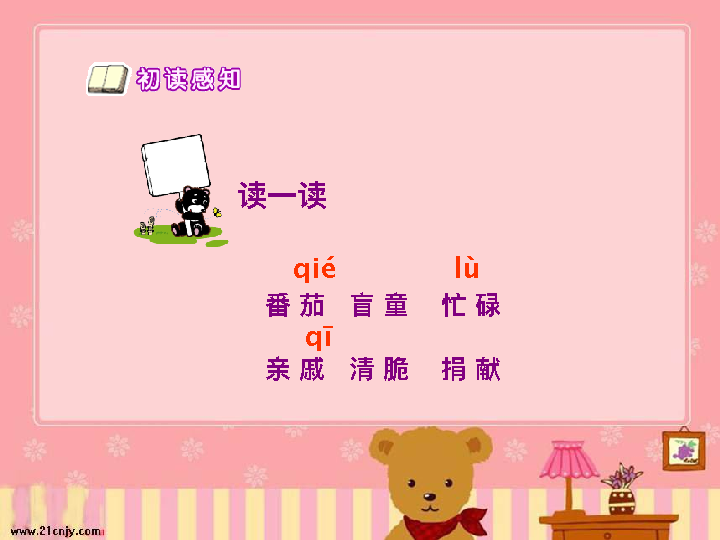 初读感知
读一读
qié lù
番茄 盲童 忙碌
qī
亲戚 清脆 捐献
www.21cnjy.com